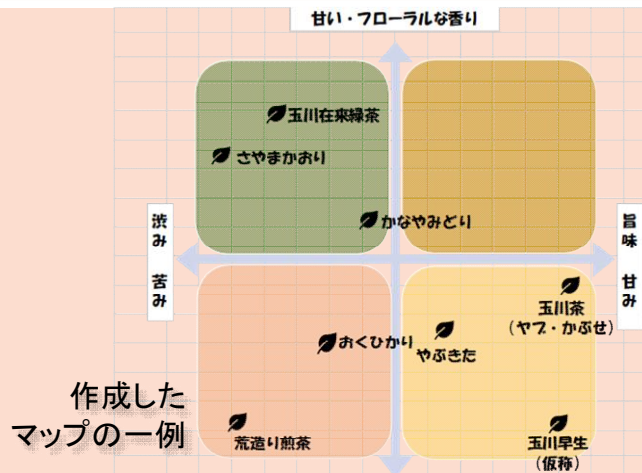 甘い・フローラルな香り
玉川在来緑茶
さやまかおり
かなやみどり
渋み 苦み
旨味 甘み
玉川茶
（ヤブ・かぶせ）
おくひかり
やぶきた
作成した
マップの一例
荒造り煎茶
玉川早生
（仮称）